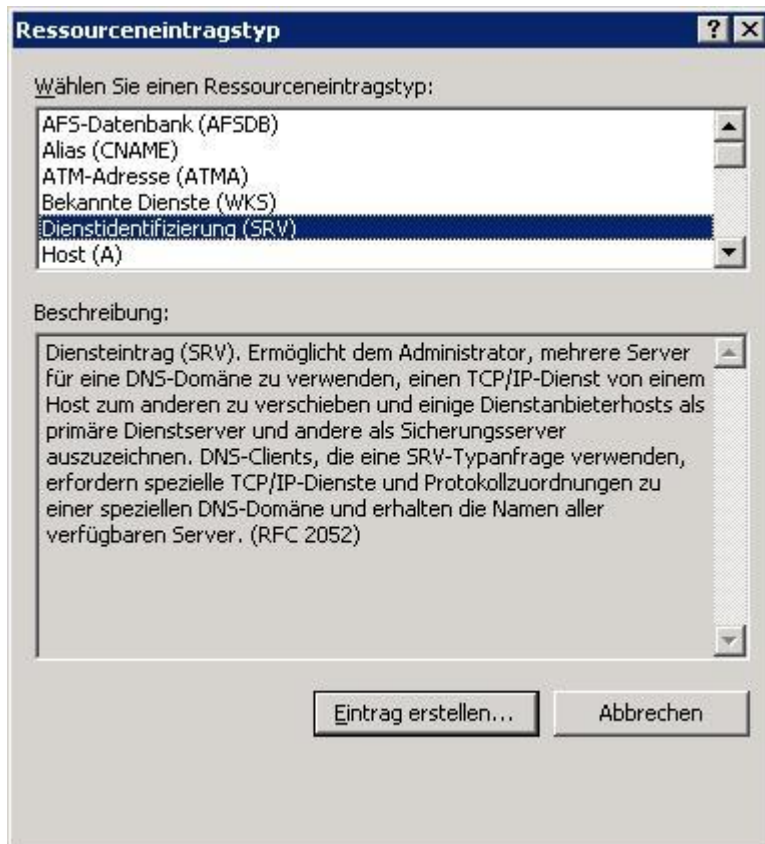 Ressourceneintragstyp
Wählen Sie einen Ressourceneintragstyp:
AFS-Datenbank (AFSDB)
Alias (CNAME)
ATM-Adresse (ATMA)
Bekannte Dienste (WKS)
Dienstidentifizierung (SRV)
Host (A)
Beschreibung:
Diensteintrag (SRV). Ermöglicht dem Administrator, mehrere Server
für eine DNS-Domäne zu verwenden, einen TCP/IP-Dienst von einem
Host zum anderen zu verschieben und einige Dienstanbieterhosts als
primäre Dienstserver und andere als Sicherungsserver
auszuzeichnen. DNS-Clients, die eine SRV-Typanfrage verwenden,
erfordern spezielle TCP/IP-Dienste und Protokollzuordnungen zu
einer speziellen DNS-Domäne und erhalten die Namen aller
verfügbaren Server. (RFC 2052)
Eintrag erstellen... Abbrechen